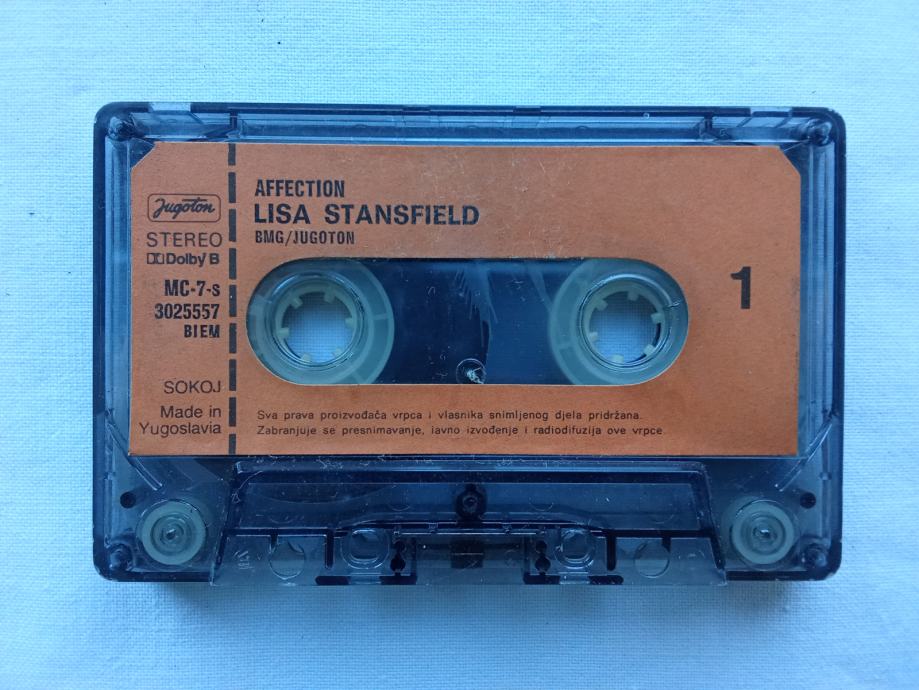 Jugoton
STEREO
Dolby B
MC-7-s
3025557
BIEM
SOKOJ
Made in
Yugoslavia
AFFECTION
LISA STANSFIELD
BMG/JUGOTON
1
Sva prava proizvođača vrpca i vlasnika snimljenog djela pridržana.
Zabranjuje se presnimavanje, iavno izvođenje i radiodifuzija ove vrpce.